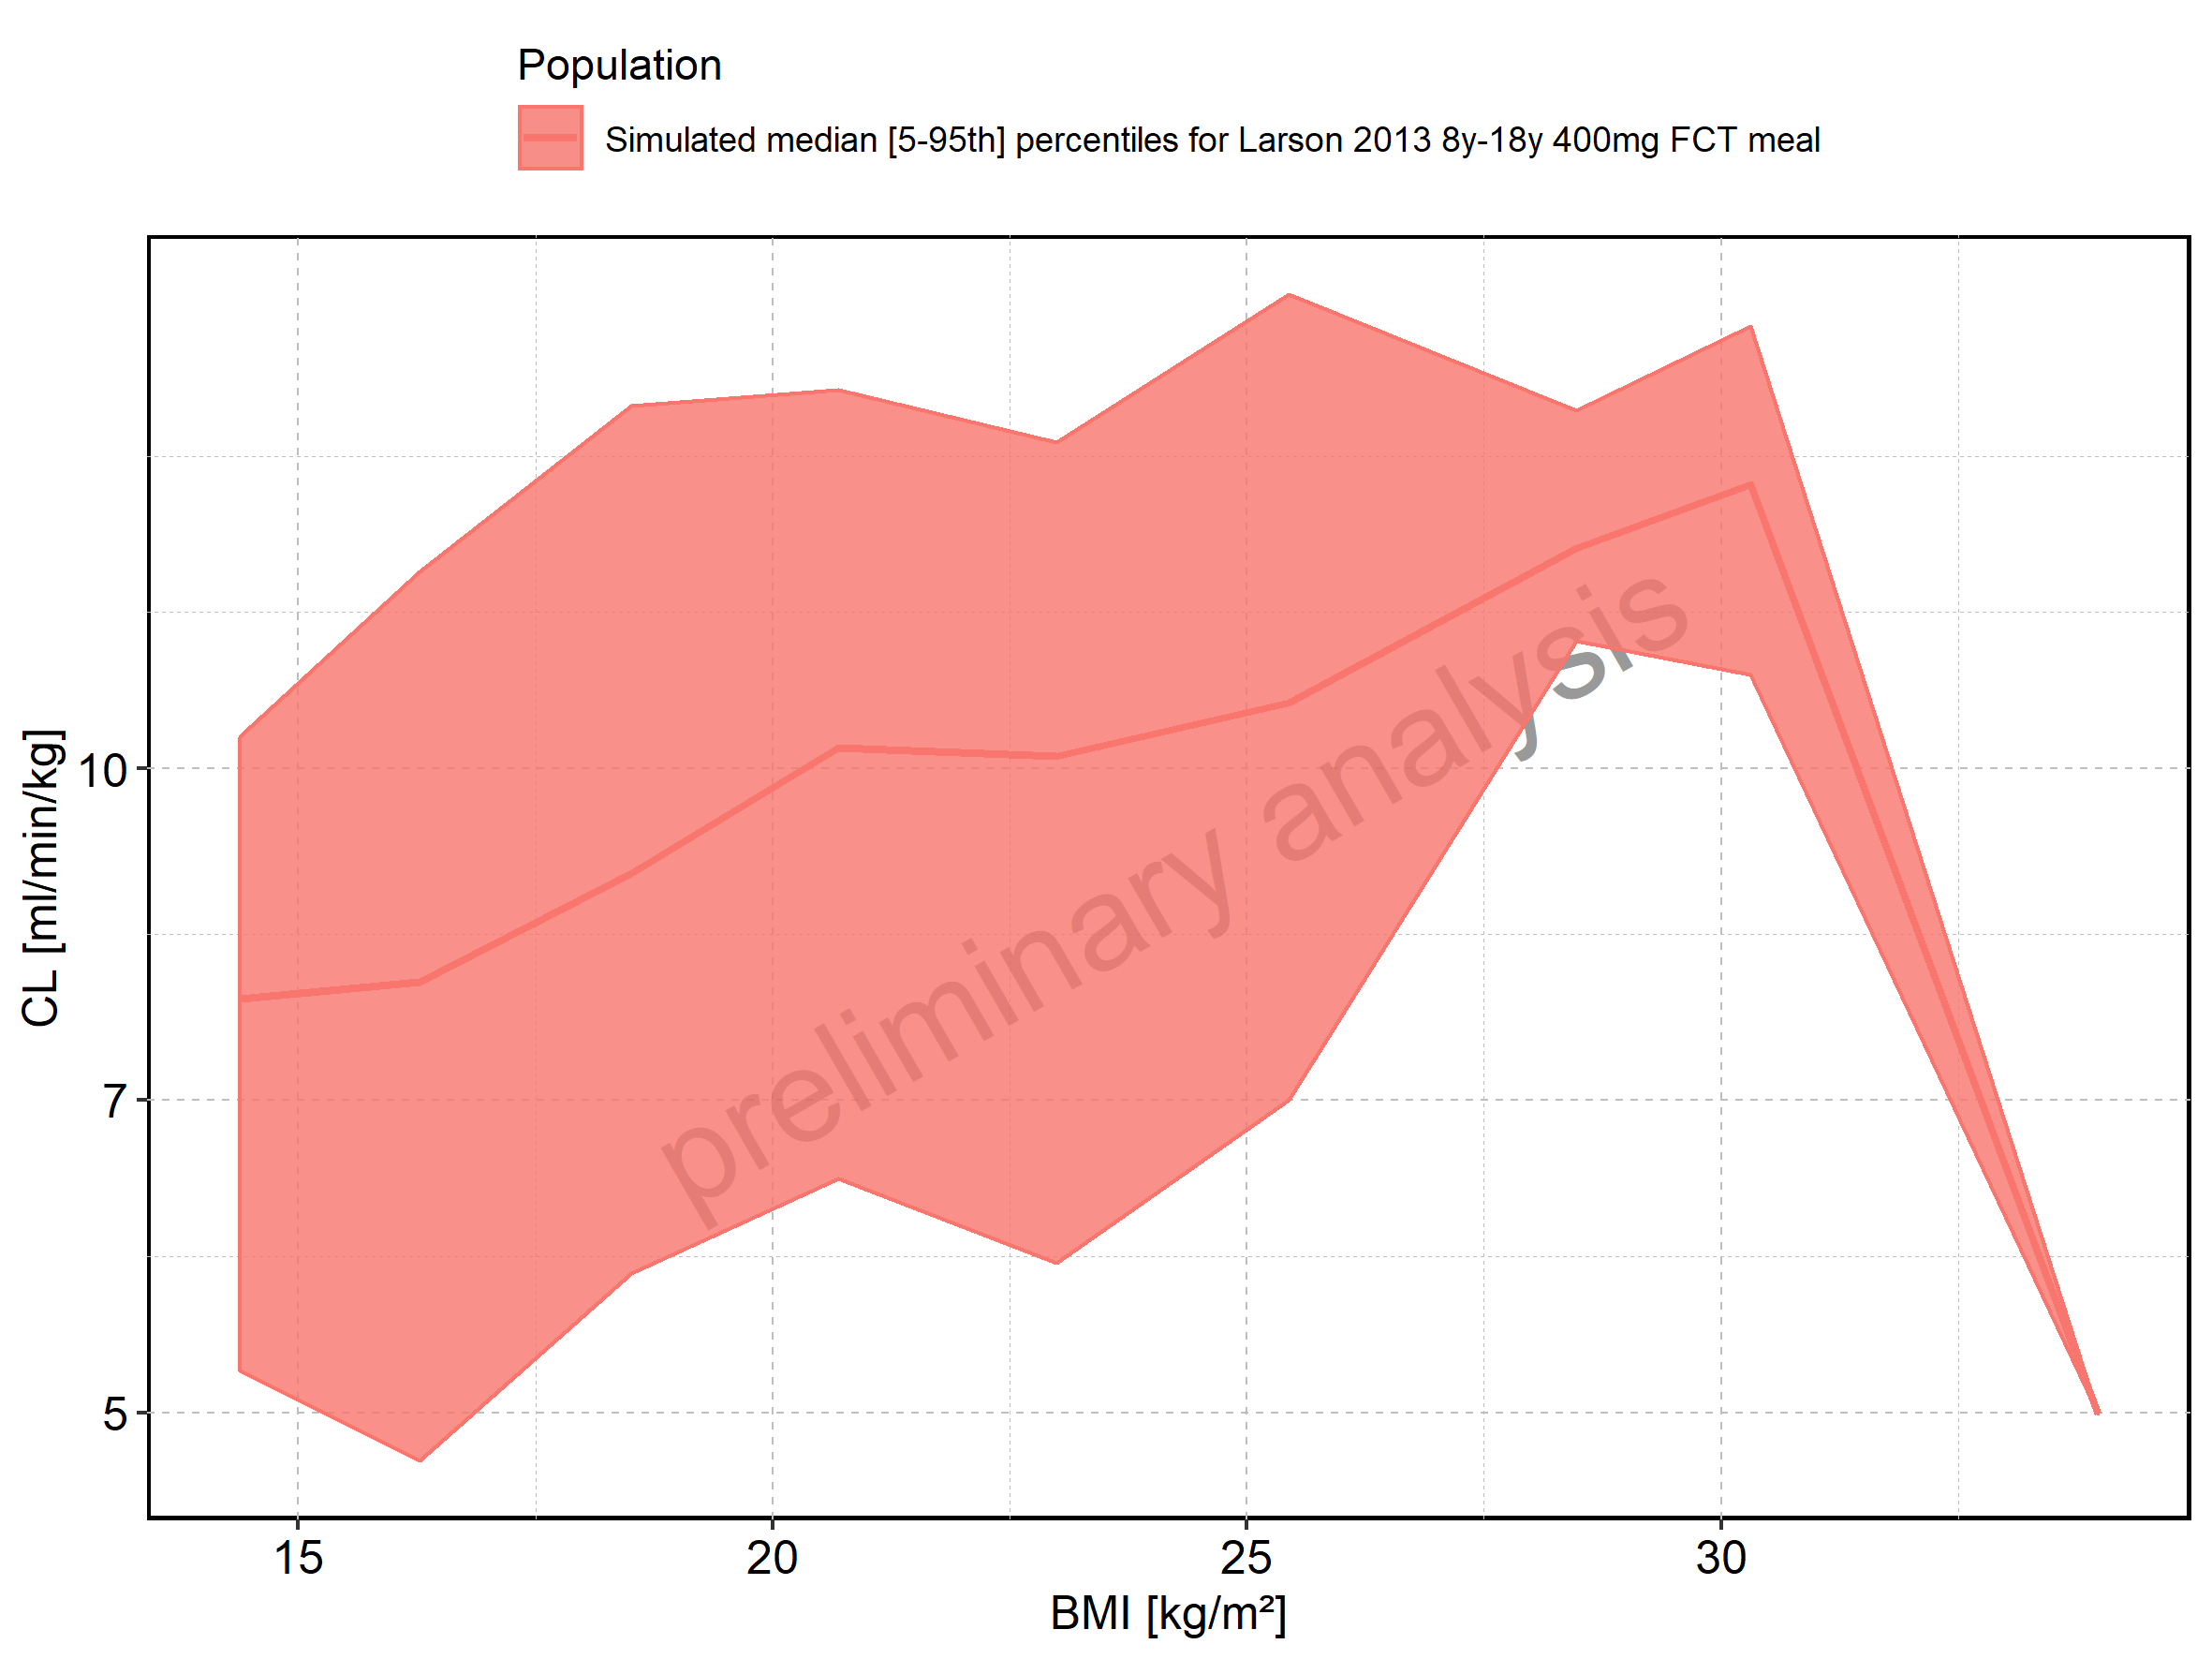 Population
Simulated median [5-95th] percentiles for Larson 2013 8y-18y 400mg FCT meal
CL [ml/min/kg]
10
7
5
preliminary analysis
15
20
25
30
BMI [kg/m²]